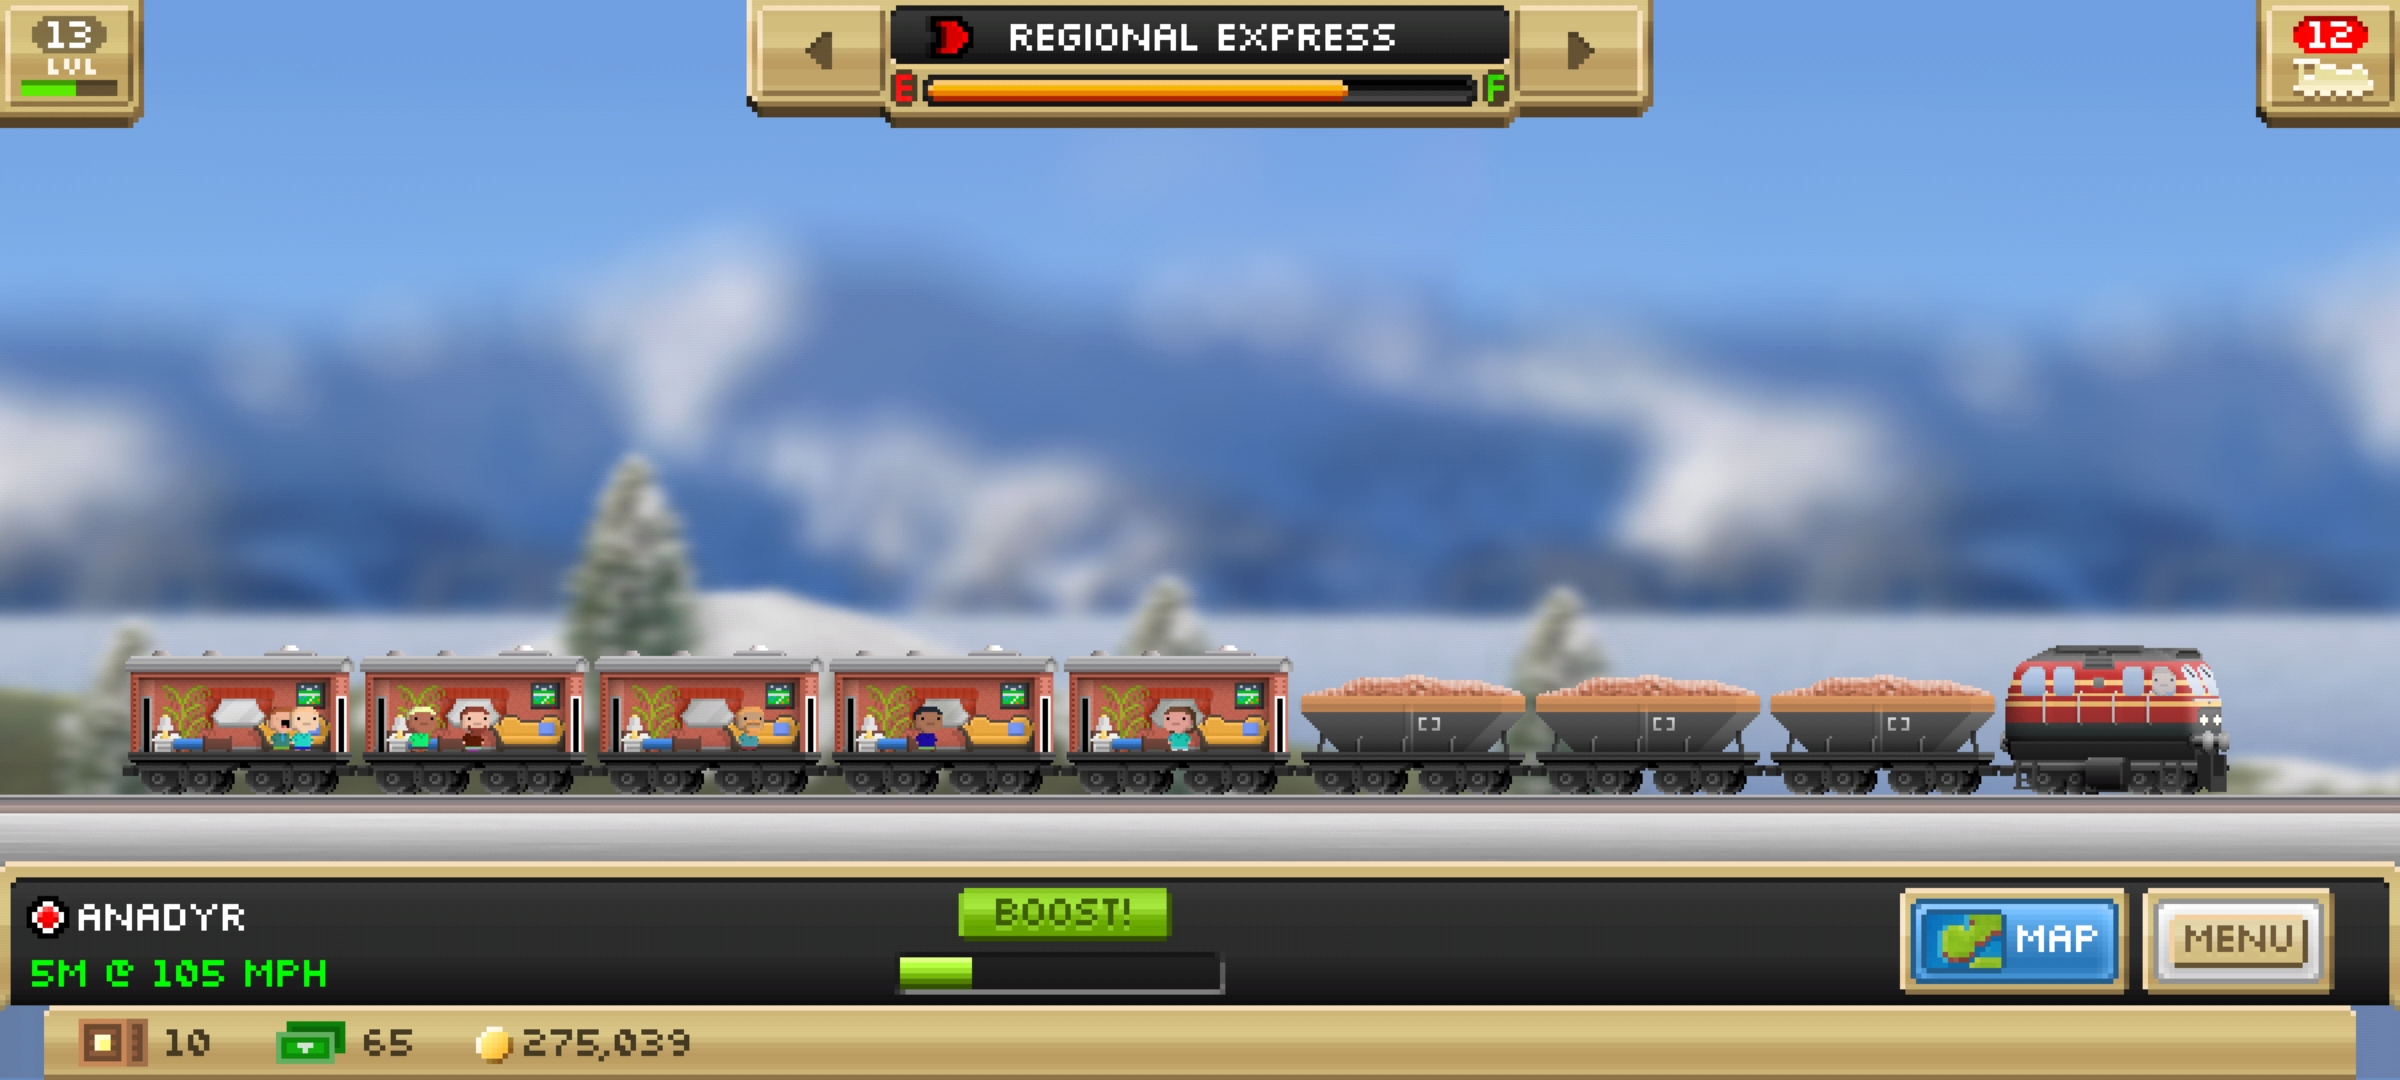 13
LVL
REGIONAL EXPRESS
E F
12
ANADYR
5M @ 105 MPH
BOOST!
MAP
MENU
10
65
275,039